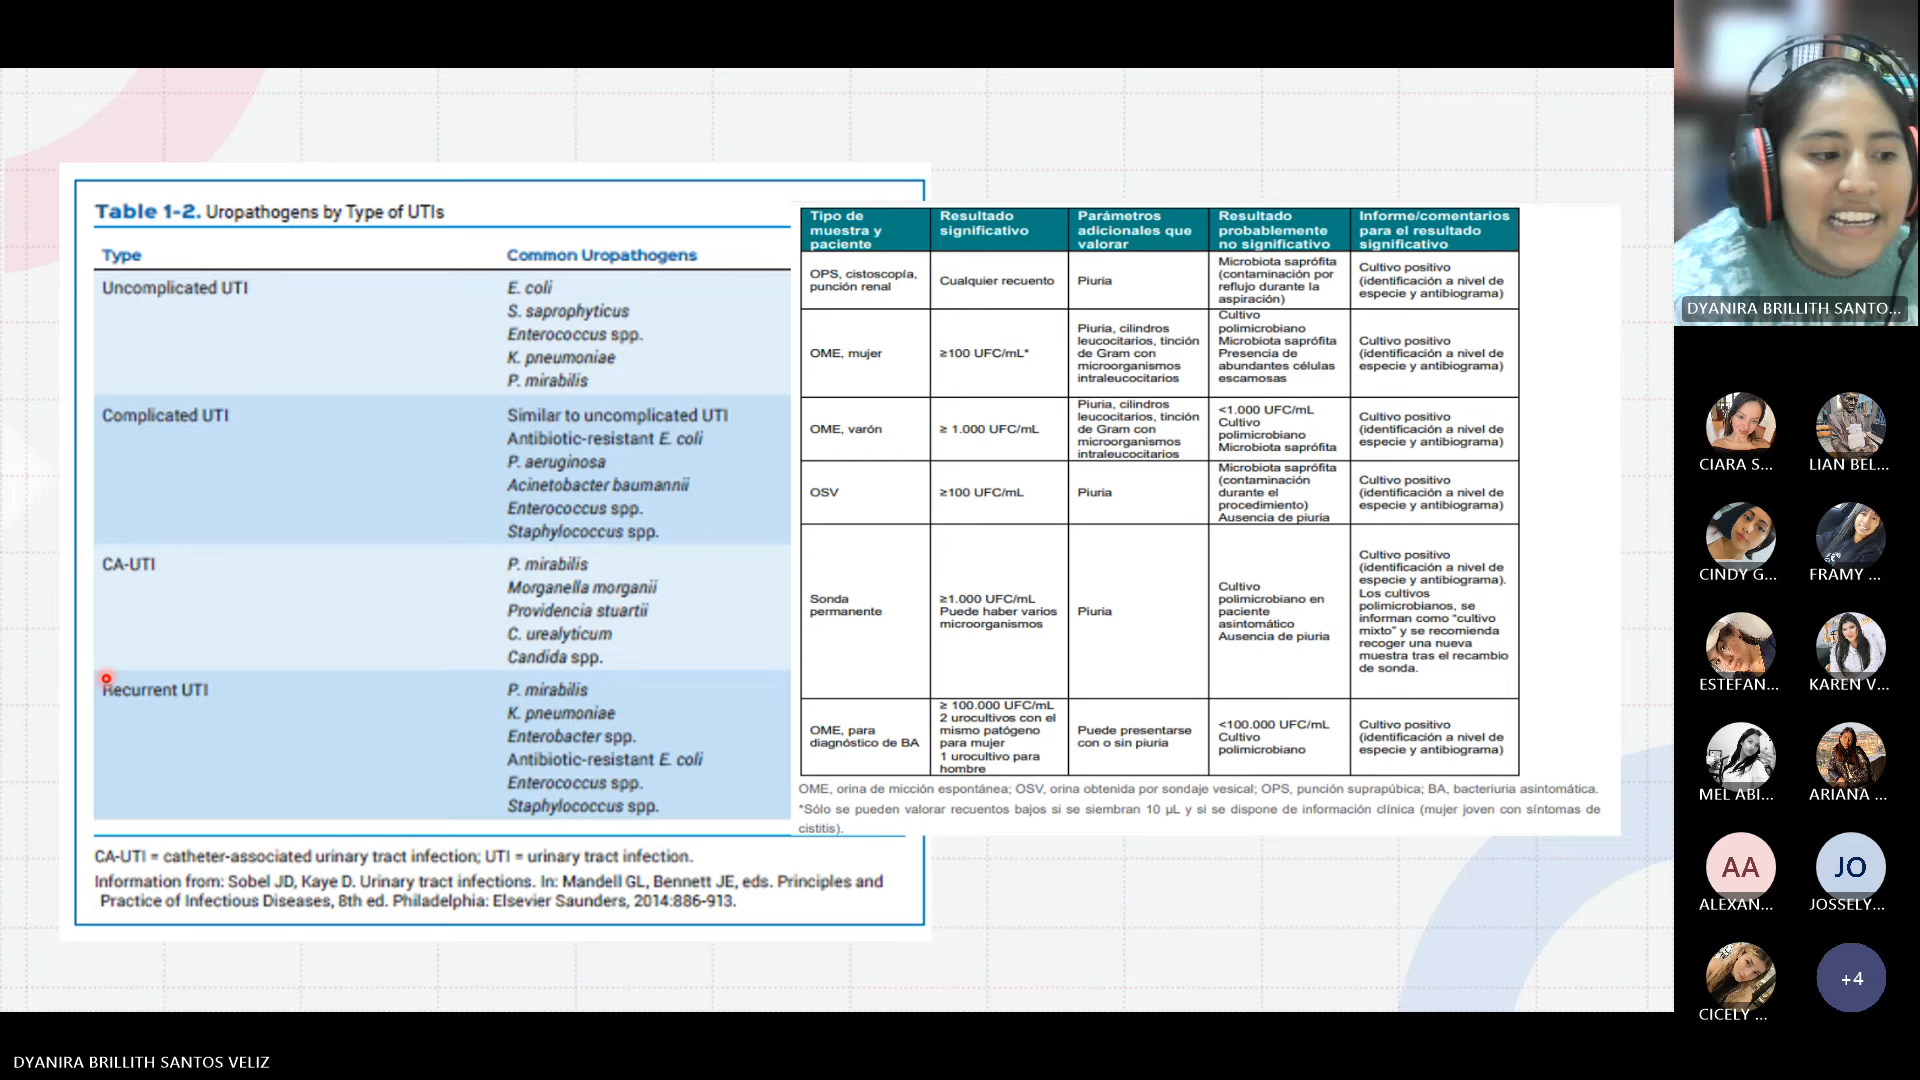 Table 1-2. Uropathogens by Type of UTIs
Type
Common Uropathogens
Uncomplicated UTI
E. coli
S. saprophyticus
Enterococcus spp.
K. pneumoniae
P. mirabilis
Complicated UTI
Similar to uncomplicated UTI
Antibiotic-resistant E. coli
P. aeruginosa
Acinetobacter baumannii
Enterococcus spp.
Staphylococcus spp.
CA-UTI
P. mirabilis
Morganella morganii
Providencia stuartii
C. urealyticum
Candida spp.
Recurrent UTI
P. mirabilis
K. pneumoniae
Enterobacter spp.
Antibiotic-resistant E. coli
Enterococcus spp.
Staphylococcus spp.
CA-UTI = catheter-associated urinary tract infection; UTI = urinary tract infection.
Information from: Sobel JD, Kaye D. Urinary tract infections. In: Mandell GL, Bennett JE, eds. Principles and
Practice of Infectious Diseases, 8th ed. Philadelphia: Elsevier Saunders, 2014:886-913.
Tipo de
muestra y
paciente
Resultado
significativo
Parámetros
adicionales que
valorar
Resultado
probablemente
no significativo
Informe/comentarios
para el resultado
significativo
OPS, cistoscopía,
punción renal
Cualquier recuento
Piuria
Microbiota saprófita
(contaminación por
reflujo durante la
aspiración)
Cultivo positivo
(identificación a nivel de
especie y antibiograma)
OME, mujer
≥100 UFC/mL*
Piuria, cilindros
leucocitarios, tinción
de Gram con
microorganismos
intraleucocitarios
Cultivo
polimicrobiano
Microbiota saprófita
Presencia de
abundantes células
escamosas
Cultivo positivo
(identificación a nivel de
especie y antibiograma)
OME, varón
≥ 1.000 UFC/mL
Piuria, cilindros
leucocitarios, tinción
de Gram con
microorganismos
intraleucocitarios
<1.000 UFC/mL
Cultivo
polimicrobiano
Microbiota saprófita
Cultivo positivo
(identificación a nivel de
especie y antibiograma)
OSV
≥100 UFC/mL
Piuria
Microbiota saprófita
(contaminación
durante el
procedimiento)
Ausencia de piuria
Cultivo positivo
(identificación a nivel de
especie y antibiograma)
Sonda
permanente
≥1.000 UFC/mL
Puede haber varios
microorganismos
Piuria
Cultivo
polimicrobiano en
paciente
asintomático
Ausencia de piuria
Cultivo positivo
(identificación a nivel de
especie y antibiograma).
Los cultivos
polimicrobianos, se
informan como “cultivo
mixto” y se recomienda
recoger una nueva
muestra tras el recambio
de sonda.
OME, para
diagnóstico de BA
≥ 100.000 UFC/mL
2 urocultivos con el
mismo patógeno
para mujer
1 urocultivo para
hombre
Puede presentarse
con o sin piuria
<100.000 UFC/mL
Cultivo
polimicrobiano
Cultivo positivo
(identificación a nivel de
especie y antibiograma)
OME, orina de micción espontánea; OSV, orina obtenida por sondaje vesical; OPS, punción suprapúbica; BA, bacteriuria asintomática.
*Sólo se pueden valorar recuentos bajos si se siembran 10 µL y si se dispone de información clínica (mujer joven con síntomas de
cistitis).
DYANIRA BRILLITH SANTO...
CIARA S...
LIAN BEL...
CINDY G...
FRAMY ...
ESTEFAN...
KAREN V...
MEL ABI...
ARIANA ...
AA
JO
ALEXAN...
JOSSELY...
+4
CICELY ...
DYANIRA BRILLITH SANTOS VELIZ